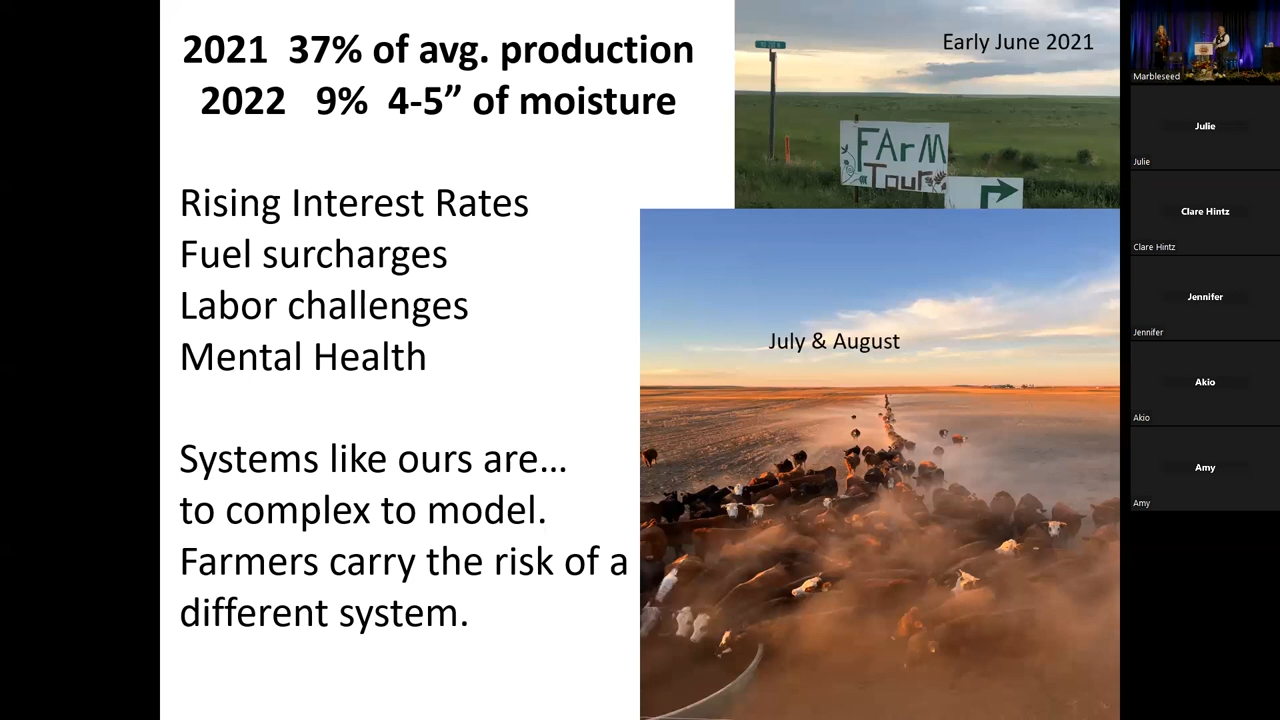 2021 37% of avg. production
2022 9% 4-5” of moisture
Rising Interest Rates
Fuel surcharges
Labor challenges
Mental Health
Systems like ours are…
to complex to model.
Farmers carry the risk of a
different system.
Early June 2021
FArM
Tour
July & August
Marbleseed
Julie
Julie
Clare Hintz
Clare Hintz
Jennifer
Jennifer
Akio
Akio
Amy
Amy